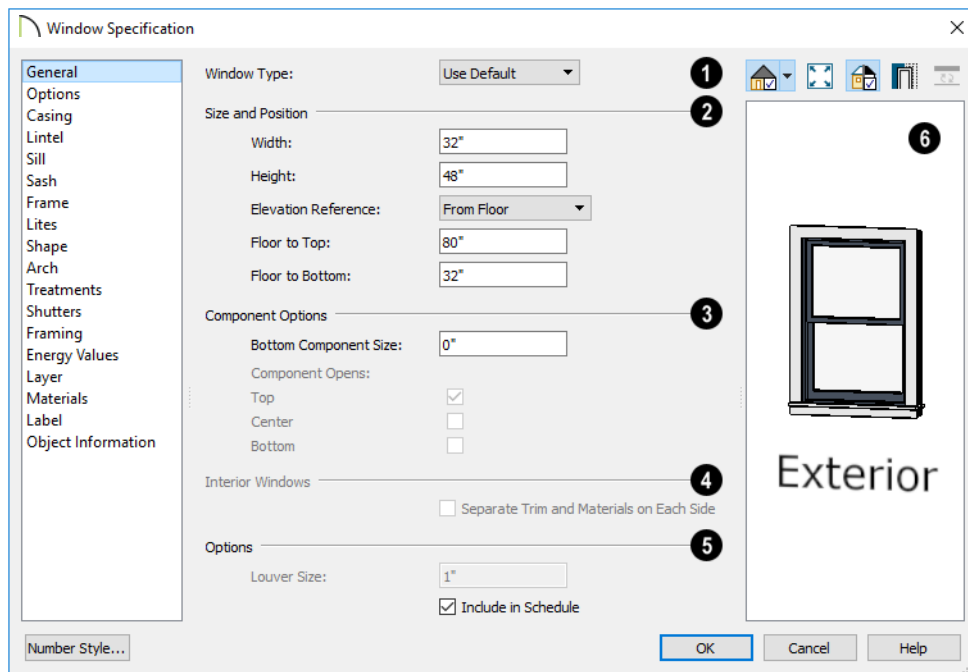 Window Specification
General
Options
Casing
Lintel
Sill
Sash
Frame
Lites
Shape
Arch
Treatments
Shutters
Framing
Energy Values
Layer
Materials
Label
Object Information
Window Type: Use Default 1
Size and Position 2
Width: 32"
Height: 48"
Elevation Reference: From Floor
Floor to Top: 80"
Floor to Bottom: 32"
Component Options 3
Bottom Component Size: 0"
Component Opens:
Top
Center
Bottom
Interior Windows 4
Separate Trim and Materials on Each Side
Options 5
Louver Size: 1"
Include in Schedule
6
Exterior
Number Style... OK Cancel Help